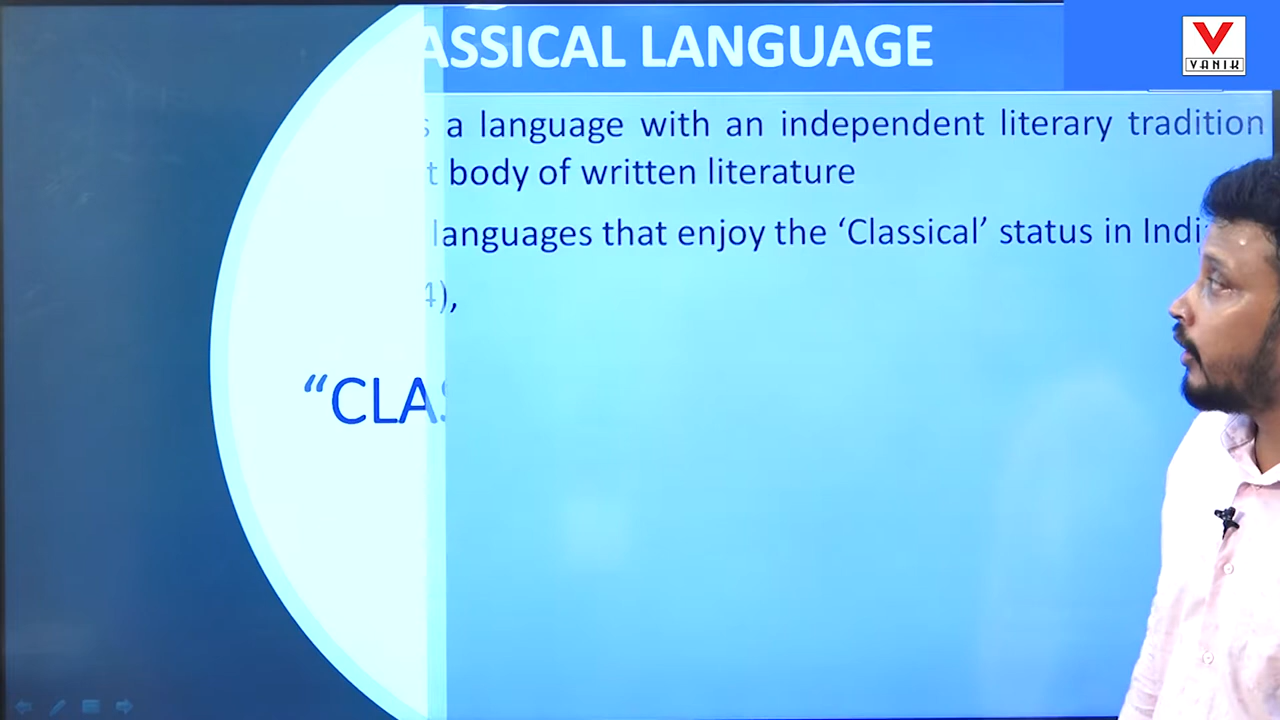 ASSICAL LANGUAGE
V
VANIK
s a language with an independent literary tradition
t body of written literature
languages that enjoy the ‘Classical’ status in Indi
4),
“CLAS